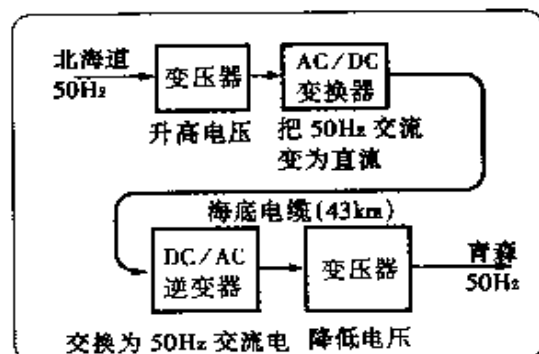 北海道
50Hz
变压器
AC/DC
变换器
升高电压
把 50Hz 交流
变为直流
海底电缆(43km)
DC/AC
逆变器
变压器
青森
50Hz
交换为 50Hz 交流电
降低电压